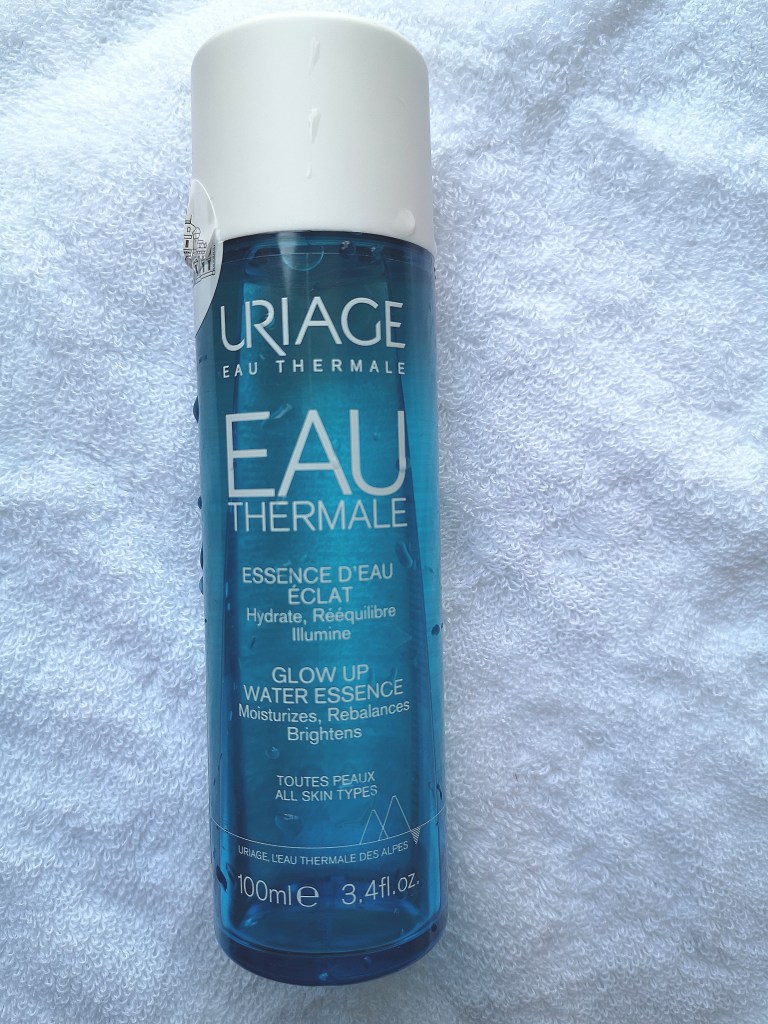 URIAGE
EAU THERMALE
EAU
THERMALE
ESSENCE D'EAU
ÉCLAT
Hydrate, Rééquilibre
Illumine
GLOW UP
WATER ESSENCE
Moisturizes, Rebalances
Brightens
TOUTES PEAUX
ALL SKIN TYPES
URIAGE, L'EAU THERMALE DES ALPES
100ml e 3.4fl.oz.